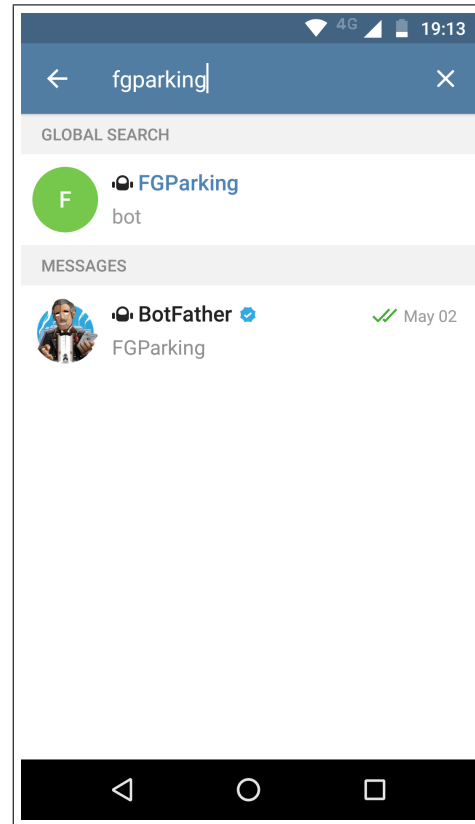 4G 19:13
fgparking
GLOBAL SEARCH
F
FGParking
bot
MESSAGES
BotFather May 02
FGParking